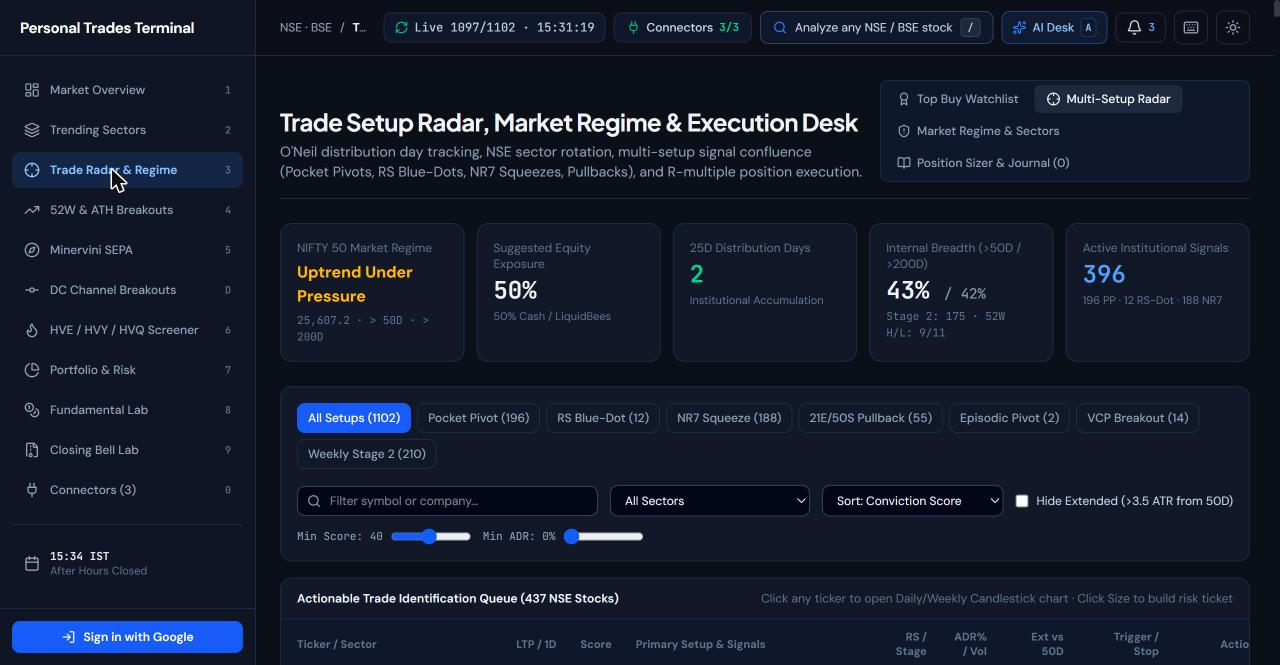 Personal Trades Terminal
NSE · BSE / T…
Live 1097/1102 · 15:31:19
Connectors 3/3
Analyze any NSE / BSE stock /
AI Desk A
3
Market Overview 1
Trending Sectors 2
Trade Radar & Regime 3
52W & ATH Breakouts 4
Minervini SEPA 5
DC Channel Breakouts D
HVE / HVY / HVQ Screener 6
Portfolio & Risk 7
Fundamental Lab 8
Closing Bell Lab 9
Connectors (3) 0
15:34 IST
After Hours Closed
Sign in with Google
Trade Setup Radar, Market Regime & Execution Desk
O'Neil distribution day tracking, NSE sector rotation, multi-setup signal confluence
(Pocket Pivots, RS Blue-Dots, NR7 Squeezes, Pullbacks), and R-multiple position execution.
Top Buy Watchlist
Multi-Setup Radar
Market Regime & Sectors
Position Sizer & Journal (0)
NIFTY 50 Market Regime
Uptrend Under
Pressure
25,607.2 · > 50D · >
200D
Suggested Equity
Exposure
50%
50% Cash / LiquidBees
25D Distribution Days
2
Institutional Accumulation
Internal Breadth (>50D /
>200D)
43% / 42%
Stage 2: 175 · 52W
H/L: 9/11
Active Institutional Signals
396
196 PP · 12 RS-Dot · 188 NR7
All Setups (1102)
Pocket Pivot (196)
RS Blue-Dot (12)
NR7 Squeeze (188)
21E/50S Pullback (55)
Episodic Pivot (2)
VCP Breakout (14)
Weekly Stage 2 (210)
Filter symbol or company...
All Sectors
Sort: Conviction Score
Hide Extended (>3.5 ATR from 50D)
Min Score: 40
Min ADR: 0%
Actionable Trade Identification Queue (437 NSE Stocks)
Click any ticker to open Daily/Weekly Candlestick chart · Click Size to build risk ticket
Ticker / Sector
LTP / 1D
Score
Primary Setup & Signals
RS /
Stage
ADR%
/ Vol
Ext vs
50D
Trigger /
Stop
Actio